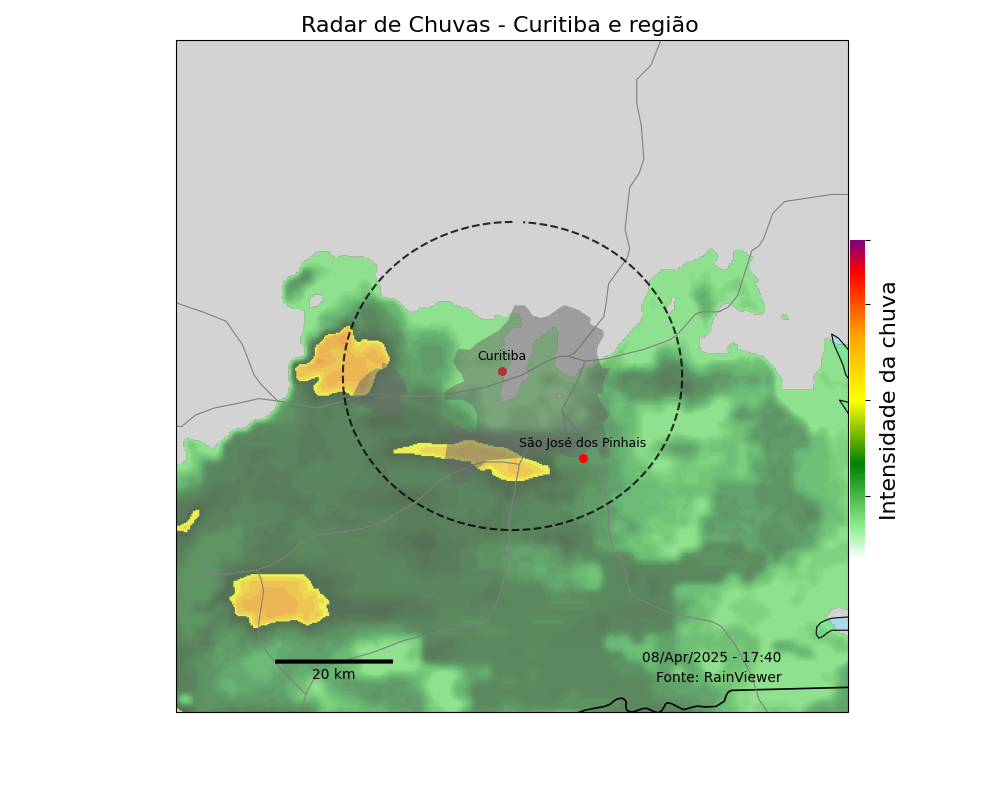 Radar de Chuvas - Curitiba e região
Curitiba
São José dos Pinhais
Intensidade da chuva
20 km
08/Apr/2025 - 17:40
Fonte: RainViewer